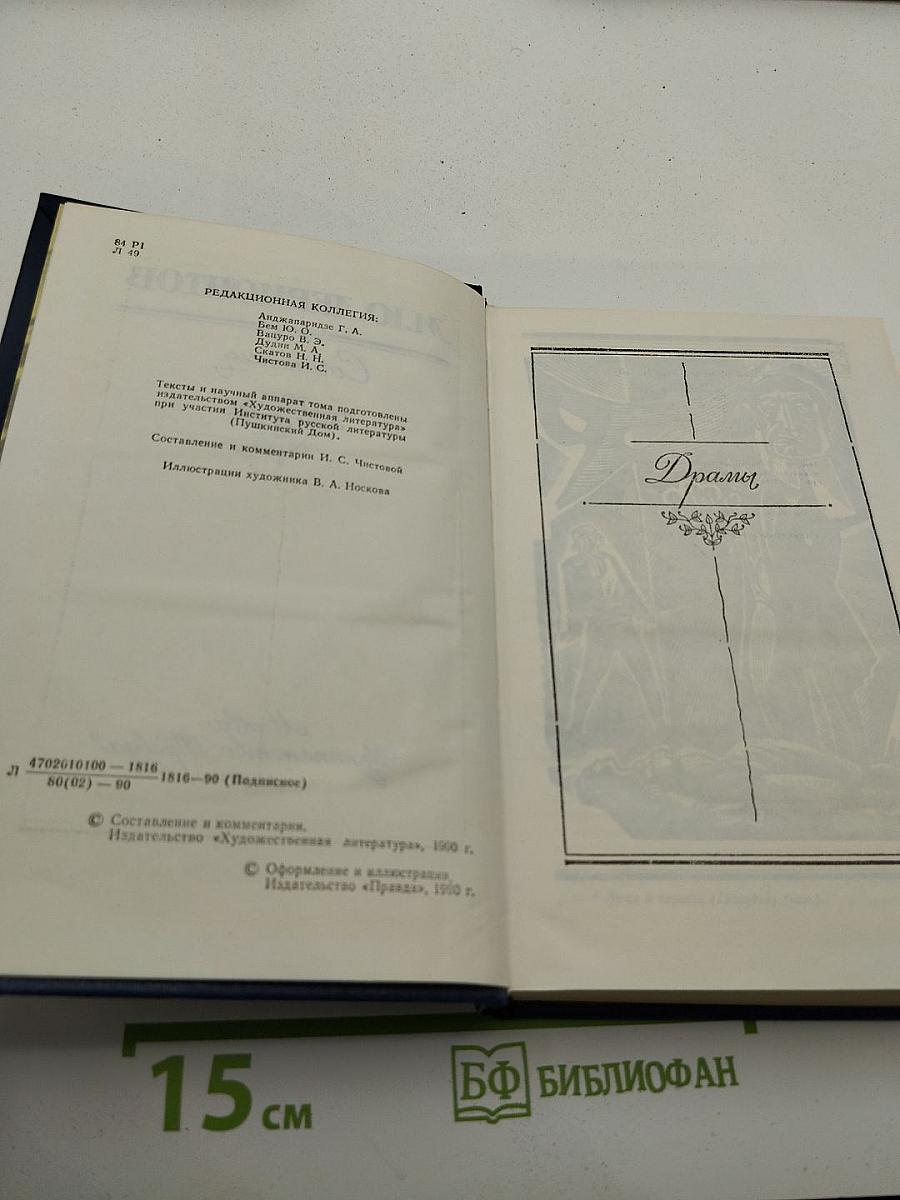 84 Р1
Л 49
РЕДАКЦИОННАЯ КОЛЛЕГИЯ:
Анджапаридзе Г. А.
Бем Ю. О.
Вацуро В. Э.
Дудин М. А.
Скатов Н. Н.
Чистова И. С.
Тексты и научный аппарат тома подготовлены
издательством «Художественная литература»
при участии Института русской литературы
(Пушкинский Дом).
Составление и комментарии И. С. Чистовой
Иллюстрации художника В. А. Носкова
Л 4702010100 — 1816
80(02) — 90
1816—90 (Подписное)
© Составление и комментарии.
Издательство «Художественная литература», 1990 г.
© Оформление и иллюстрации.
Издательство «Правда», 1990 г.
Драмы
15 см
БФ БИБЛИОФАН